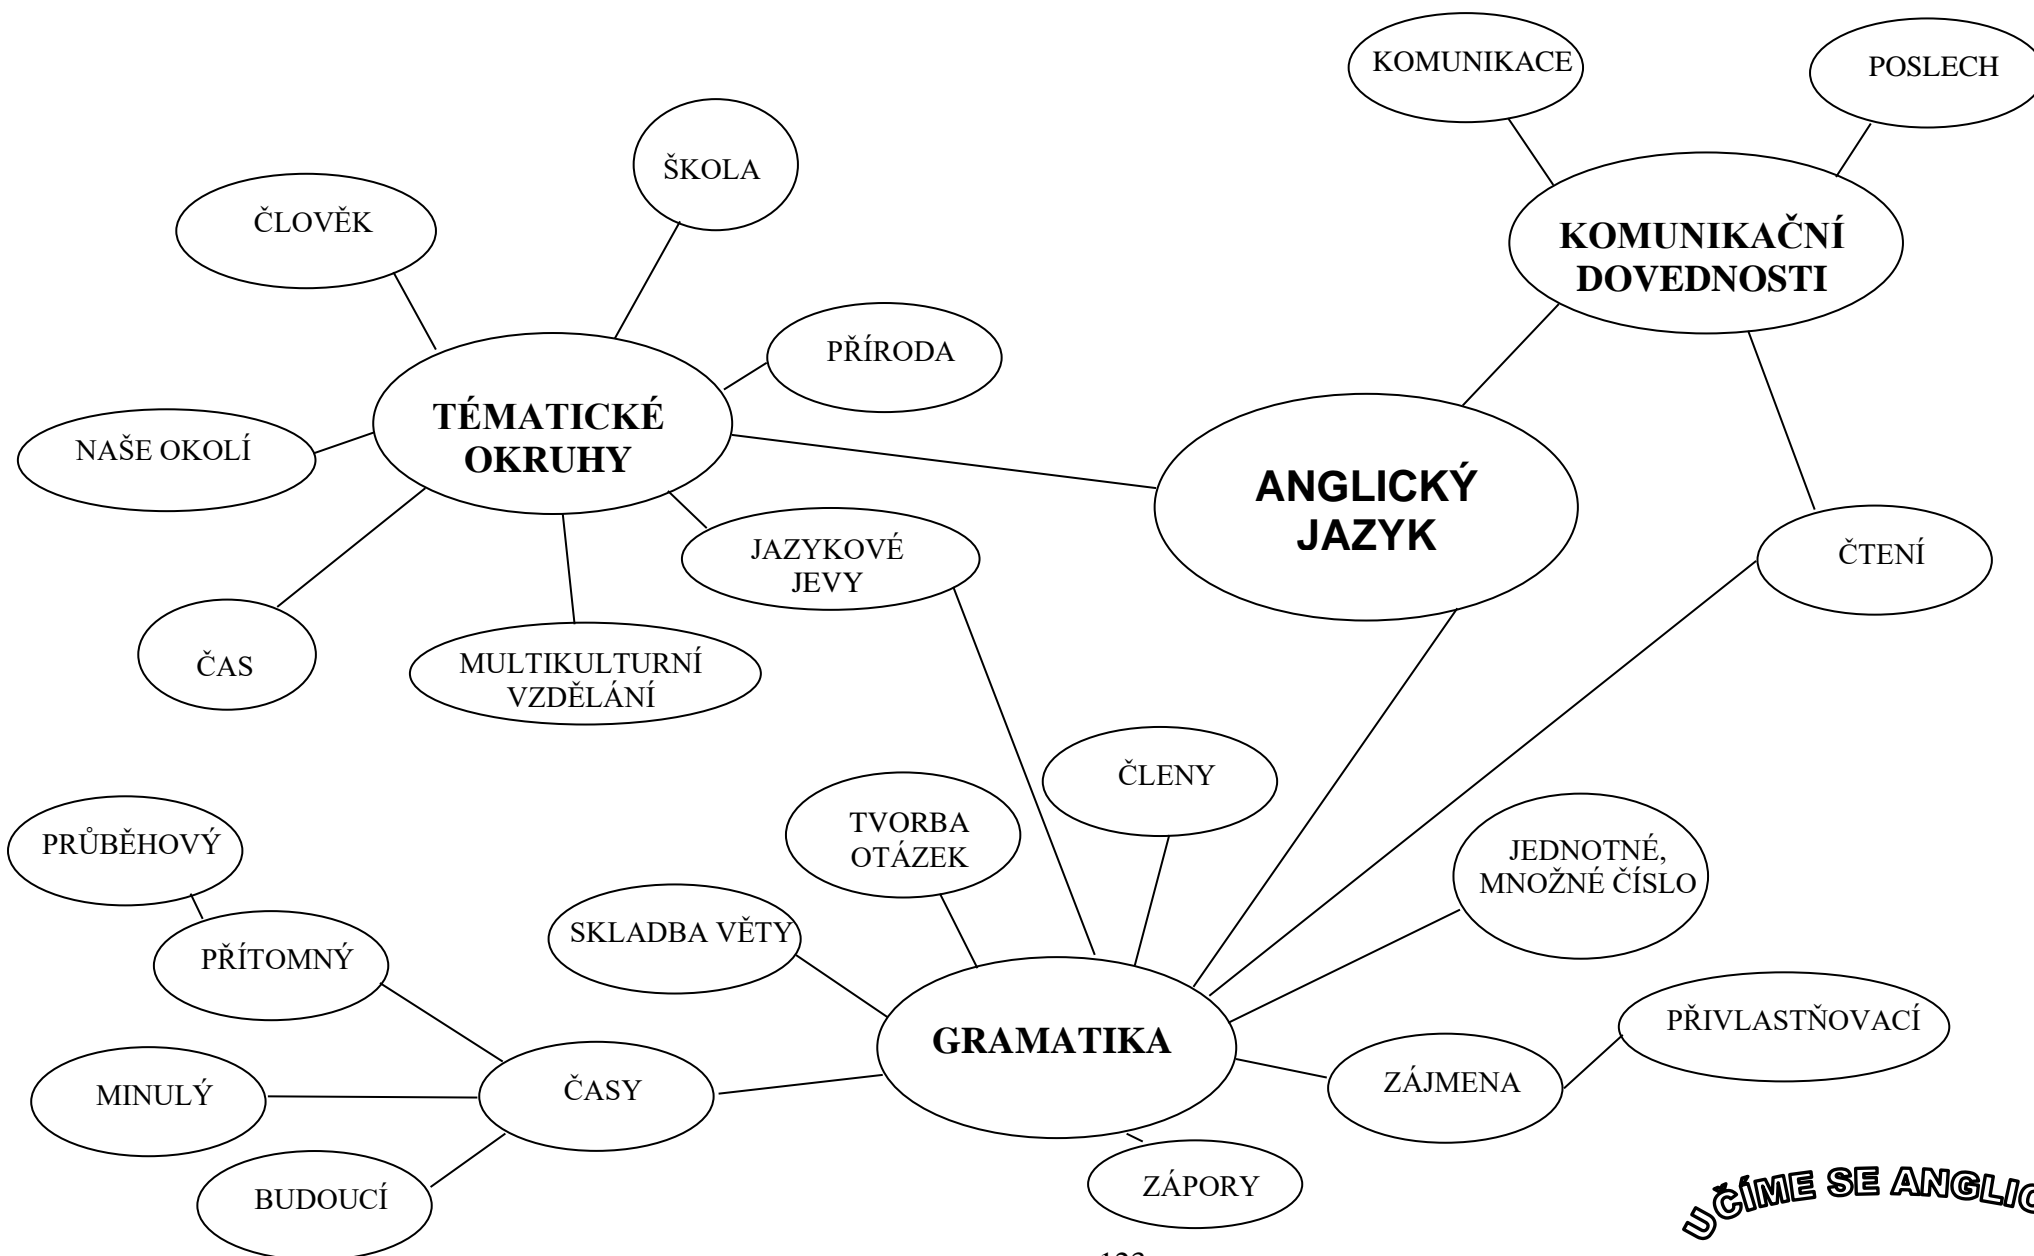 KOMUNIKACE
POSLECH
ŠKOLA
ČLOVĚK
KOMUNIKAČNÍ
DOVEDNOSTI
PŘÍRODA
TÉMATICKÉ
OKRUHY
NAŠE OKOLÍ
ANGLICKÝ
JAZYK
JAZYKOVÉ
JEVY
ČTENÍ
ČAS
MULTIKULTURNÍ
VZDĚLÁNÍ
ČLENY
TVORBA
OTÁZEK
PRŮBĚHOVÝ
JEDNOTNÉ,
MNOŽNÉ ČÍSLO
SKLADBA VĚTY
PŘÍTOMNÝ
GRAMATIKA
PŘIVLASTŇOVACÍ
MINULÝ
ČASY
ZÁJMENA
BUDOUCÍ
ZÁPORY
UČÍME SE